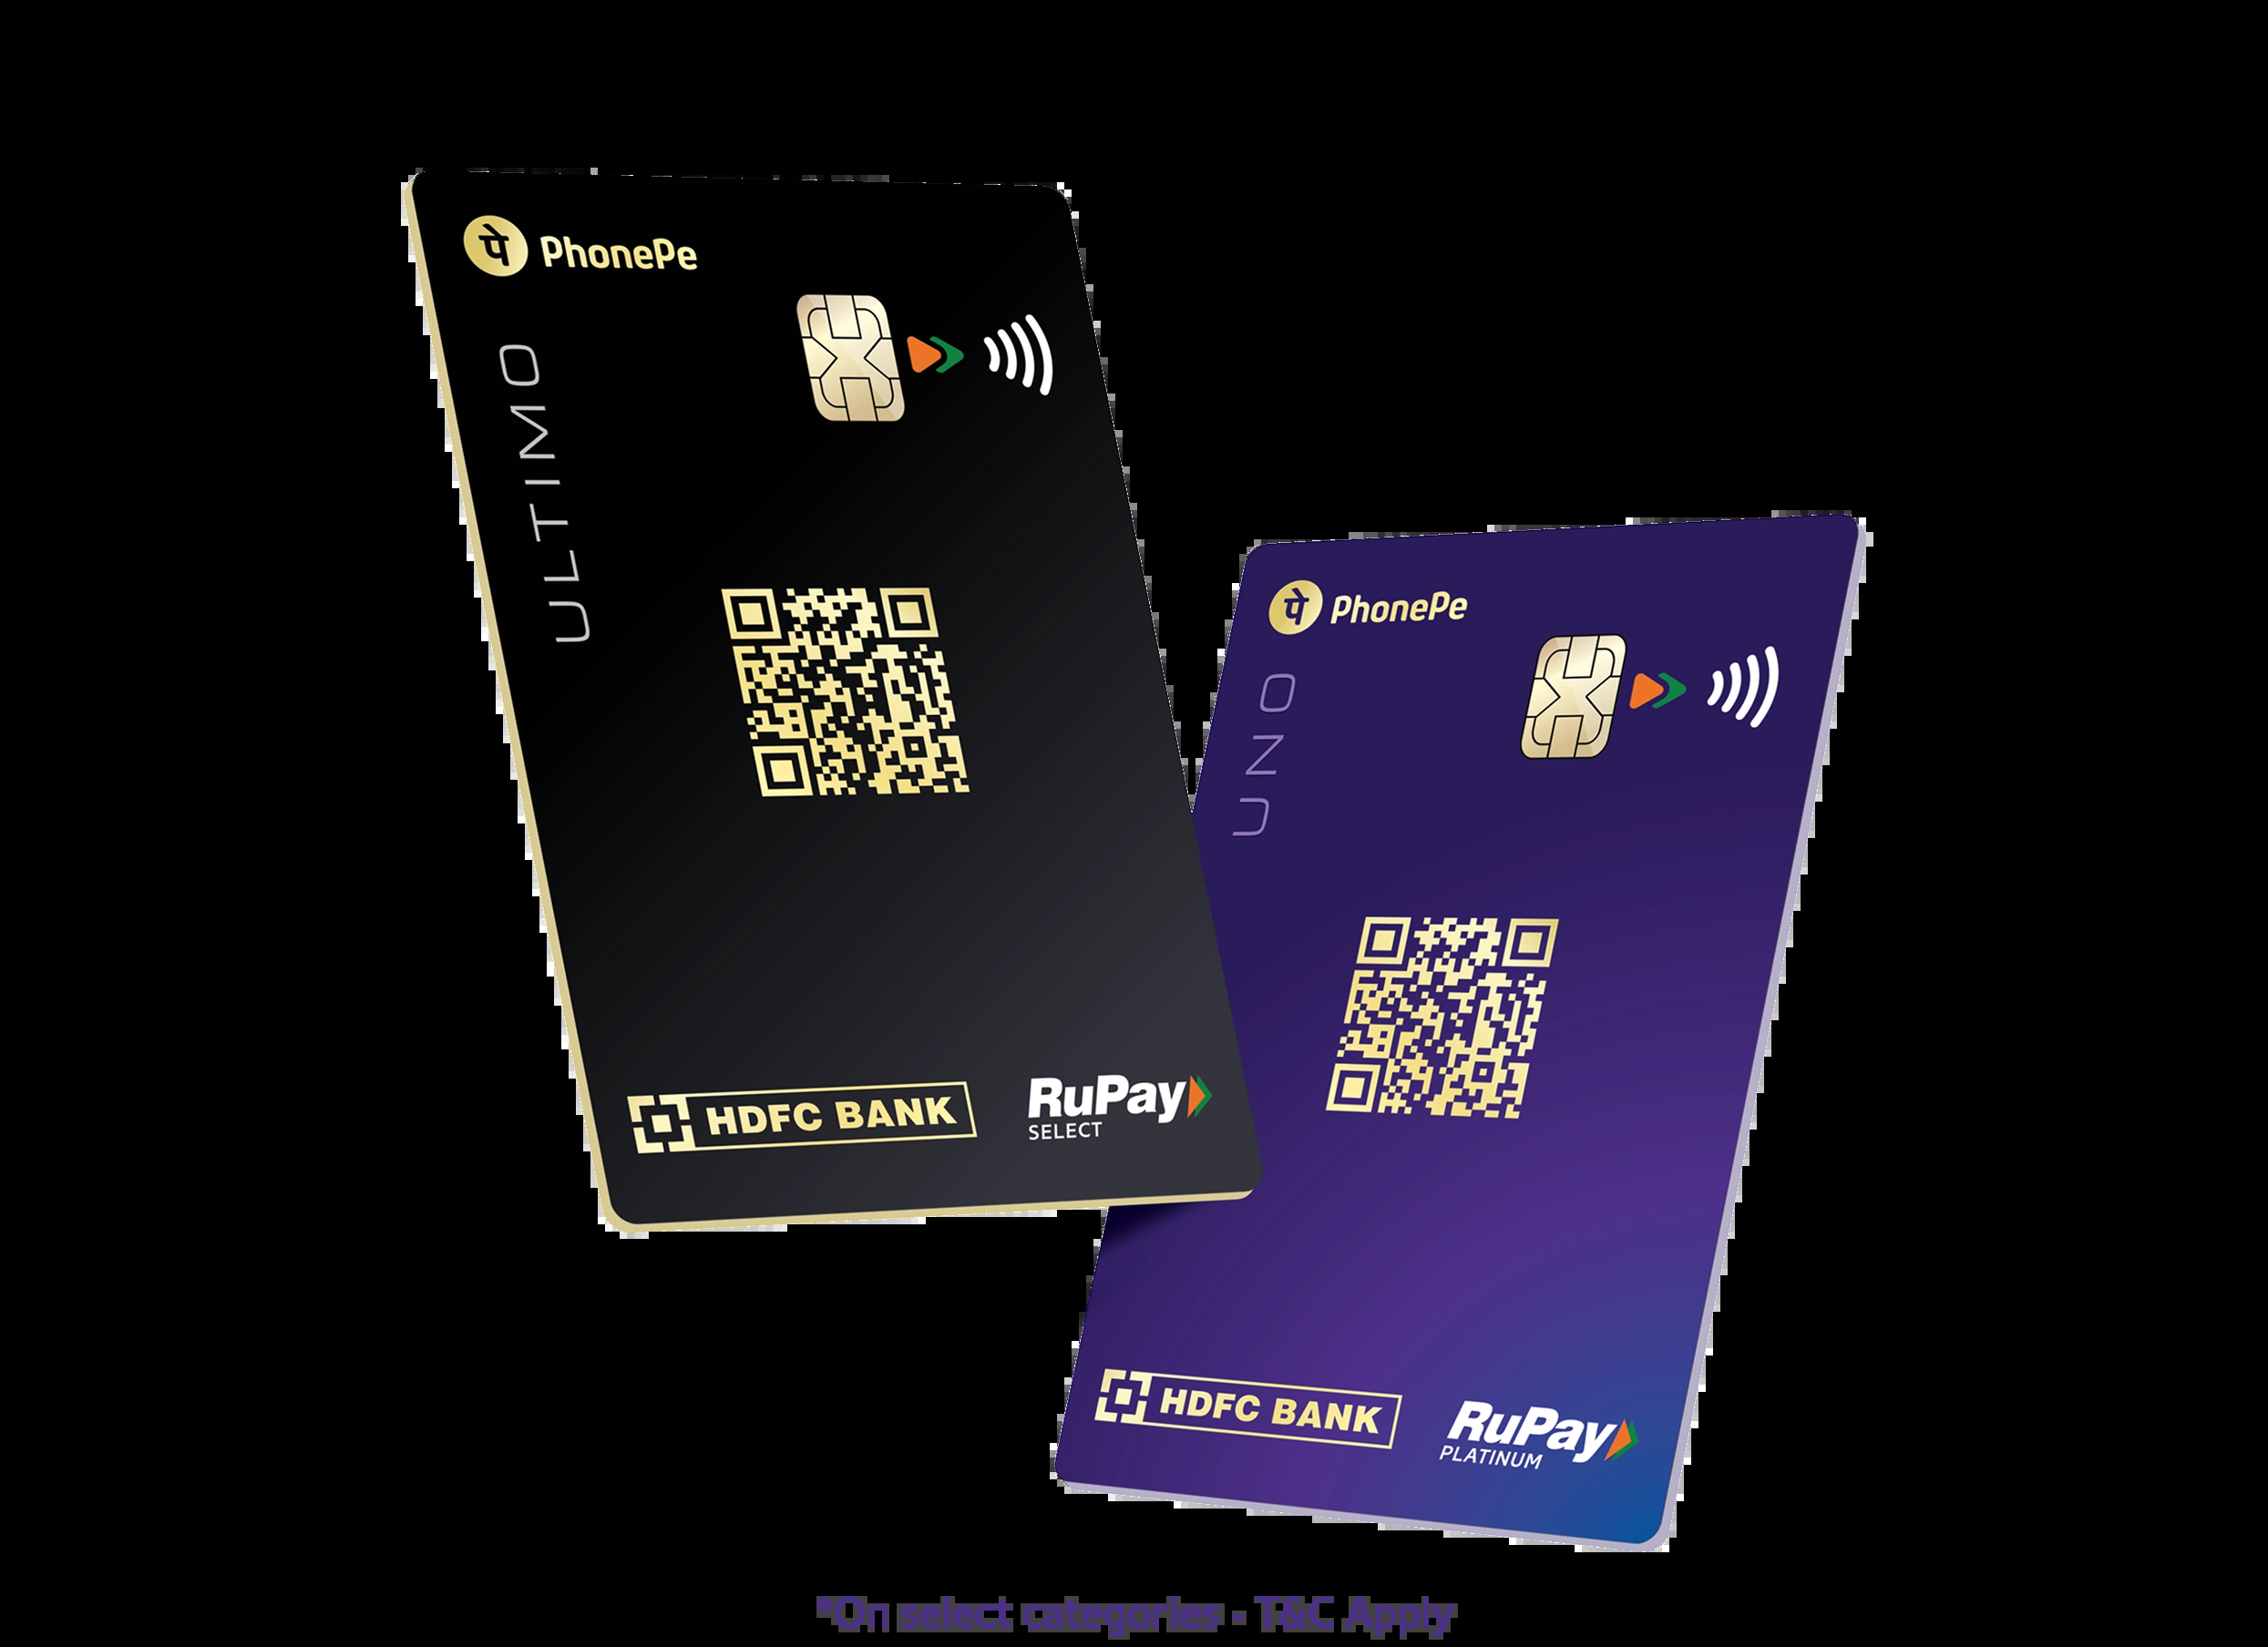 पे PhonePe
ULTIMO
HDFC BANK
RuPay
SELECT
पे PhonePe
UNO
HDFC BANK
RuPay
PLATINUM
*On select categories - T&C Apply